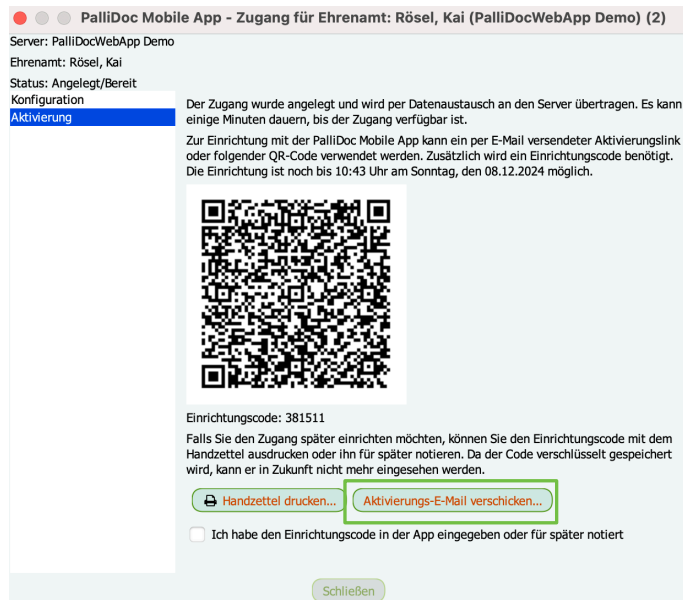 PalliDoc Mobile App - Zugang für Ehrenamt: Rösel, Kai (PalliDocWebApp Demo) (2)
Server: PalliDocWebApp Demo
Ehrenamt: Rösel, Kai
Status: Angelegt/Bereit
Konfiguration
Aktivierung
Der Zugang wurde angelegt und wird per Datenaustausch an den Server übertragen. Es kann
einige Minuten dauern, bis der Zugang verfügbar ist.
Zur Einrichtung mit der PalliDoc Mobile App kann ein per E-Mail versendeter Aktivierungslink
oder folgender QR-Code verwendet werden. Zusätzlich wird ein Einrichtungscode benötigt.
Die Einrichtung ist noch bis 10:43 Uhr am Sonntag, den 08.12.2024 möglich.
Einrichtungscode: 381511
Falls Sie den Zugang später einrichten möchten, können Sie den Einrichtungscode mit dem
Handzettel ausdrucken oder ihn für später notieren. Da der Code verschlüsselt gespeichert
wird, kann er in Zukunft nicht mehr eingesehen werden.
Handzettel drucken... Aktivierungs-E-Mail verschicken...
Ich habe den Einrichtungscode in der App eingegeben oder für später notiert
Schließen